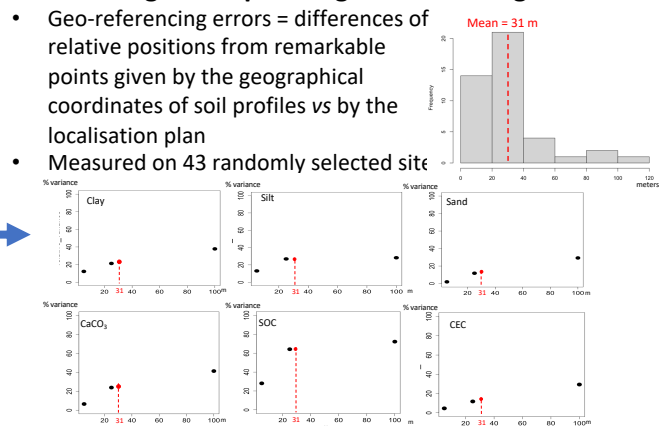 • Geo-referencing errors = differences of
relative positions from remarkable
points given by the geographical
coordinates of soil profiles vs by the
localisation plan
• Measured on 43 randomly selected site
Mean = 31 m
Frequency
0 5 10 15 20
0 20 40 60 80 100 120
meters
% variance
Clay
0 20 40 60 80 100
20 40 60 80 100m
31
% variance
Silt
0 20 40 60 80 100
20 40 60 80 100 m
31
% variance
Sand
0 20 40 60 80 100
20 40 60 80 100 m
31
% variance
CaCO₃
0 20 40 60 80 100
20 40 60 80 100m
31
% variance
SOC
0 20 40 60 80 100
20 40 60 80 100 m
31
% variance
CEC
0 20 40 60 80 100
20 40 60 80 100 m
31